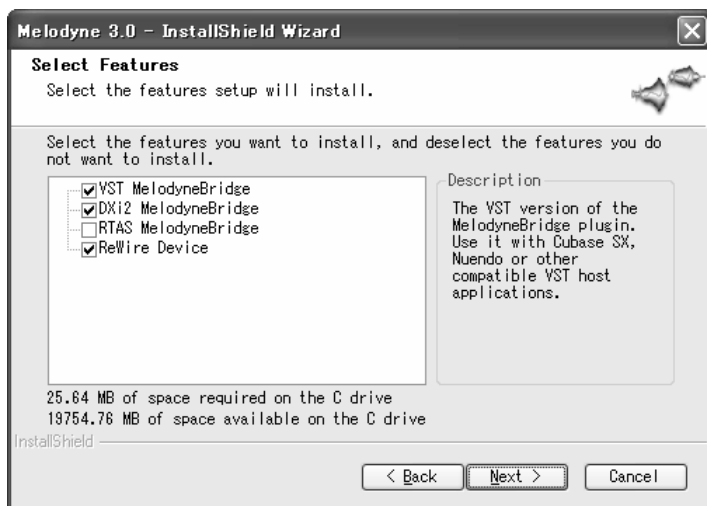 Melodyne 3.0 - InstallShield Wizard
Select Features
Select the features setup will install.
Select the features you want to install, and deselect the features you do
not want to install.
VST MelodyneBridge
DXi2 MelodyneBridge
RTAS MelodyneBridge
ReWire Device
Description
The VST version of the
MelodyneBridge plugin.
Use it with Cubase SX,
Nuendo or other
compatible VST host
applications.
25.64 MB of space required on the C drive
19754.76 MB of space available on the C drive
InstallShield
< Back
Next >
Cancel